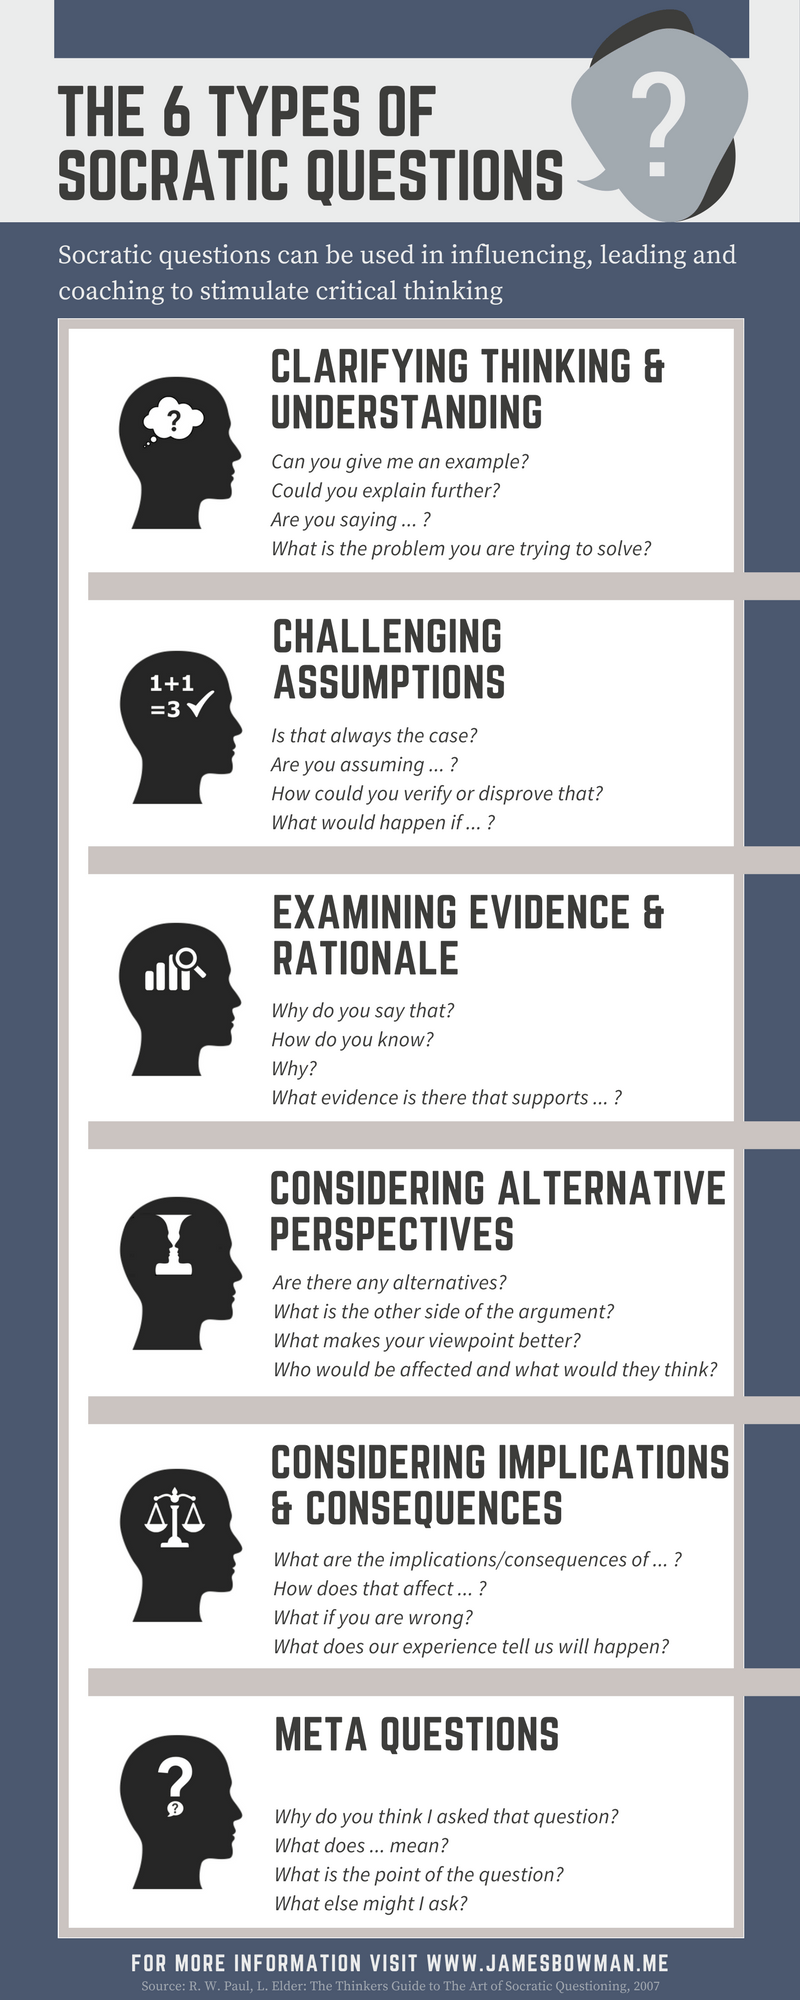 ?
THE 6 TYPES OF
SOCRATIC QUESTIONS
Socratic questions can be used in influencing, leading and
coaching to stimulate critical thinking
?
CLARIFYING THINKING &
UNDERSTANDING
Can you give me an example?
Could you explain further?
Are you saying ... ?
What is the problem you are trying to solve?
1+1
=3
CHALLENGING
ASSUMPTIONS
Is that always the case?
Are you assuming ... ?
How could you verify or disprove that?
What would happen if ... ?
EXAMINING EVIDENCE &
RATIONALE
Why do you say that?
How do you know?
Why?
What evidence is there that supports ... ?
CONSIDERING ALTERNATIVE
PERSPECTIVES
Are there any alternatives?
What is the other side of the argument?
What makes your viewpoint better?
Who would be affected and what would they think?
CONSIDERING IMPLICATIONS
& CONSEQUENCES
What are the implications/consequences of ... ?
How does that affect ... ?
What if you are wrong?
What does our experience tell us will happen?
?
?
META QUESTIONS
Why do you think I asked that question?
What does ... mean?
What is the point of the question?
What else might I ask?
FOR MORE INFORMATION VISIT WWW.JAMESBOWMAN.ME
Source: R. W. Paul, L. Elder: The Thinkers Guide to The Art of Socratic Questioning, 2007